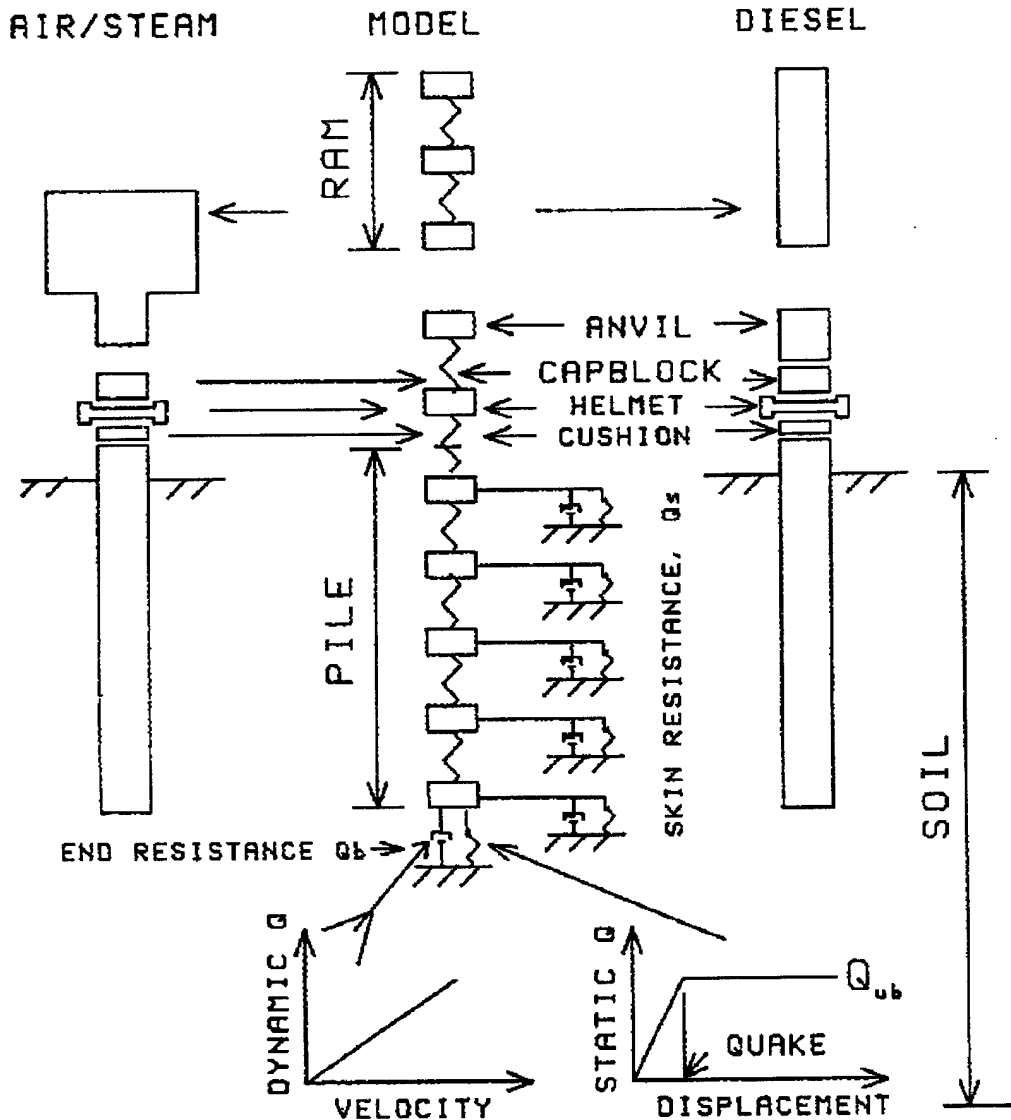 AIR/STEAM
MODEL
DIESEL
RAM
ANVIL
CAPBLOCK
HELMET
CUSHION
SKIN RESISTANCE, Qs
PILE
SOIL
END RESISTANCE Qb
DYNAMIC Q
VELOCITY
STATIC Q
Qub
QUAKE
DISPLACEMENT